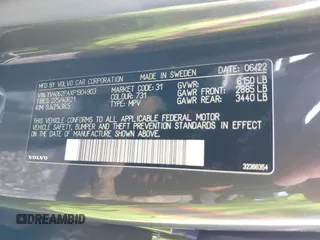 MFD BY VOLVO CAR CORPORATION. MADE IN SWEDEN
DATE: 06/22
MARKET CODE: 31
COLOUR: 731
TYPE: MPV
GVWR: 6150 LB
GAWR FRONT: 2885 LB
GAWR REAR: 3440 LB
THIS VEHICLE CONFORMS TO ALL APPLICABLE FEDERAL MOTOR
VEHICLE SAFETY, BUMPER AND THEFT PREVENTION STANDARDS IN EFFECT
ON THE DATE OF MANUFACTURE SHOWN ABOVE.
VOLVO
32366354
DREAMBID